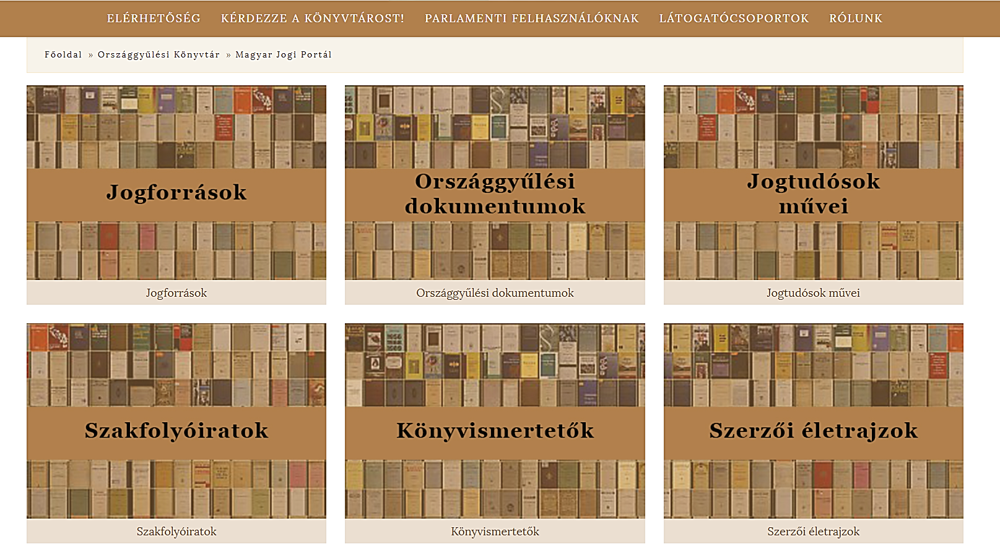 ELÉRHETŐSÉG KÉRDEZZE A KÖNYVTÁROST! PARLAMENTI FELHASZNÁLÓKNAK LÁTOGATÓCSOPORTOK RÓLUNK
Főoldal » Országgyűlési Könyvtár » Magyar Jogi Portál
Jogforrások
Országgyűlési
dokumentumok
Jogtudósok
művei
Jogforrások
Országgyűlési dokumentumok
Jogtudósok művei
Szakfolyóiratok
Könyvismertetők
Szerzői életrajzok
Szakfolyóiratok
Könyvismertetők
Szerzői életrajzok